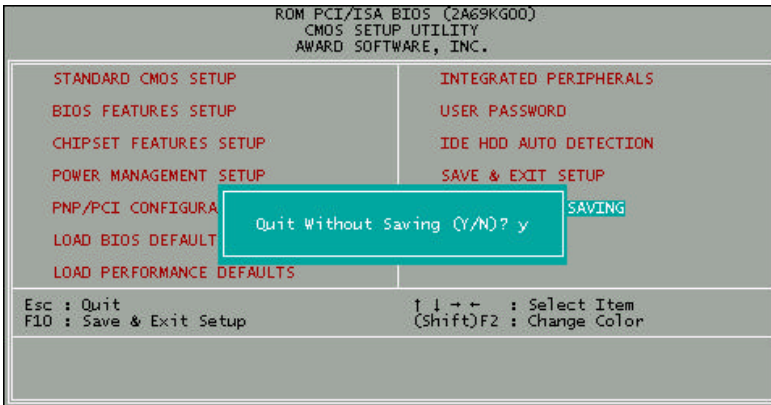 ROM PCI/ISA BIOS (2A69KG00)
CMOS SETUP UTILITY
AWARD SOFTWARE, INC.
STANDARD CMOS SETUP
BIOS FEATURES SETUP
CHIPSET FEATURES SETUP
POWER MANAGEMENT SETUP
PNP/PCI CONFIGURA
LOAD BIOS DEFAULT
LOAD PERFORMANCE DEFAULTS
INTEGRATED PERIPHERALS
USER PASSWORD
IDE HDD AUTO DETECTION
SAVE & EXIT SETUP
SAVING
Quit Without Saving (Y/N)? y
Esc : Quit
F10 : Save & Exit Setup
↑ ↓ → ← : Select Item
(Shift)F2 : Change Color